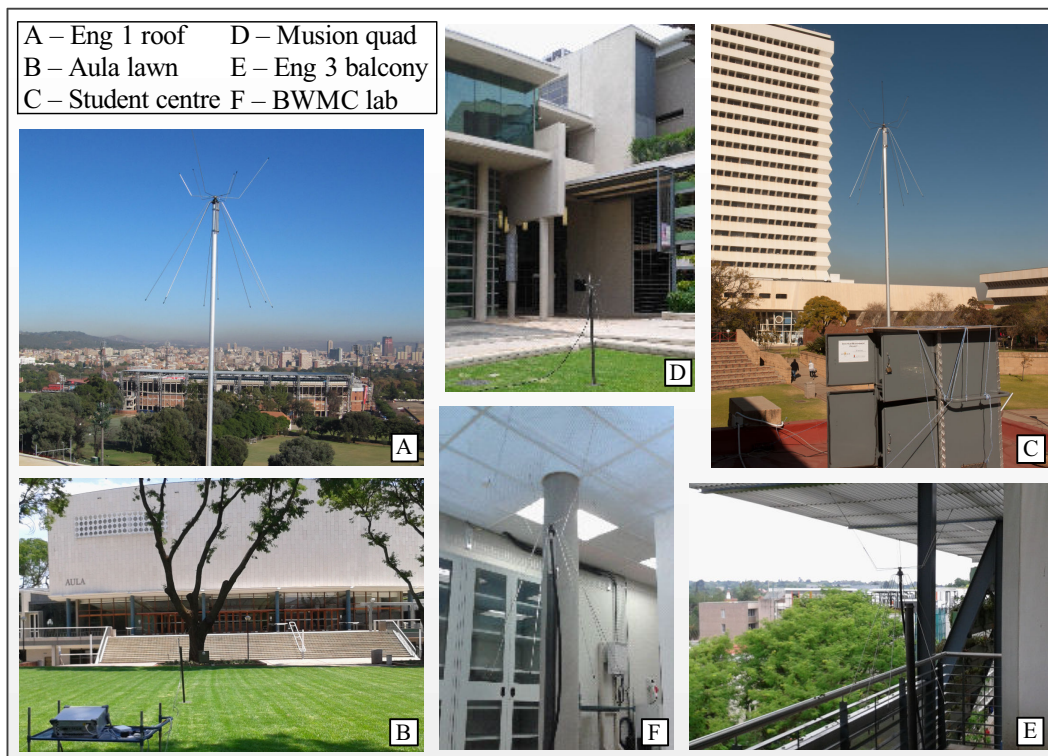 A – Eng 1 roof D – Musion quad
B – Aula lawn E – Eng 3 balcony
C – Student centre F – BWMC lab
A
D
C
AULA
B
F
E